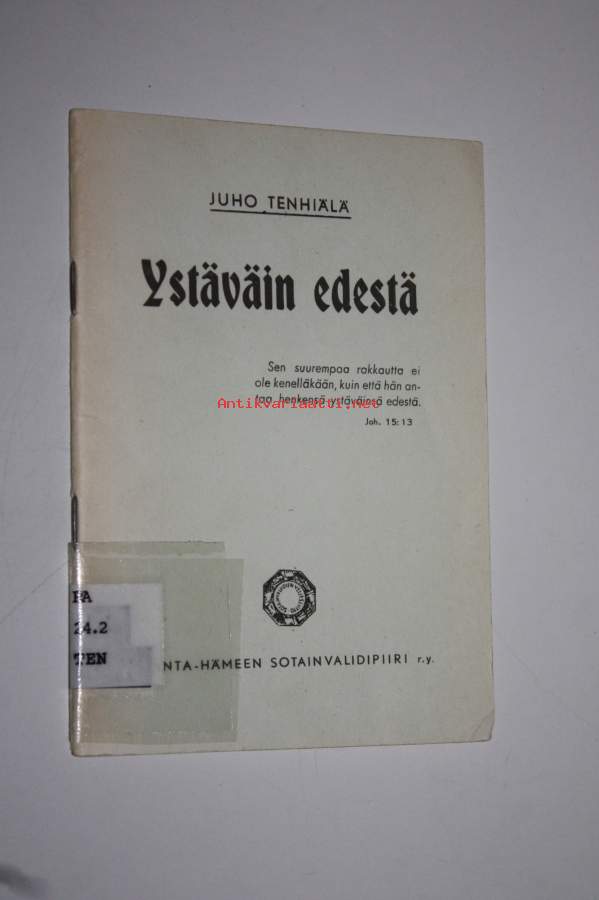 JUHO TENHIÄLÄ
Ystäväin edestä
Sen suurempaa rakkautta ei
ole kenelläkään, kuin että hän an-
taa henkensä ystäväinsä edestä.
Antikvariaatti.net
Joh. 15:13
PA
24.2
TEN
NTA-HÄMEEN SOTAINVALIDIPIIRI r.y.